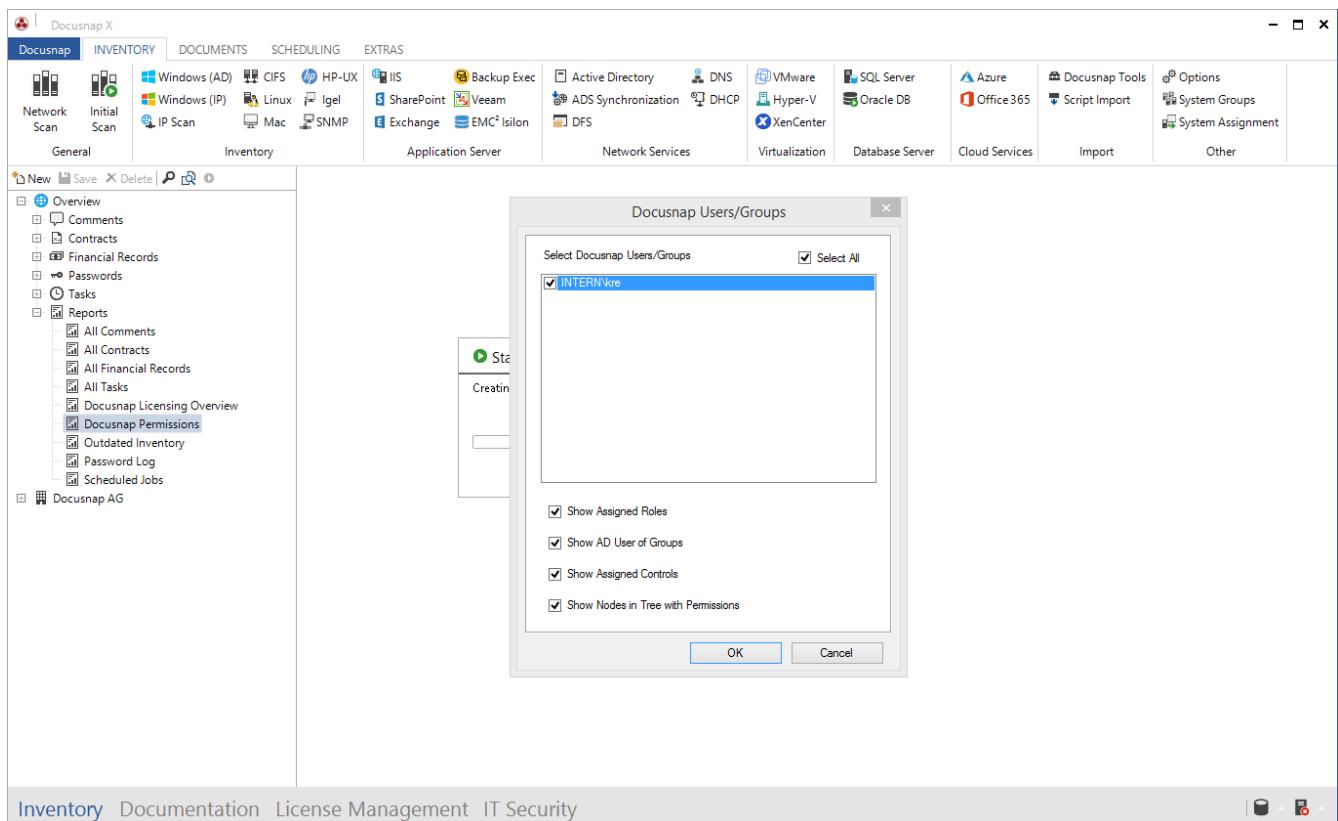 Docusnap X
Docusnap INVENTORY DOCUMENTS SCHEDULING EXTRAS
Network Scan
Initial Scan
General
Windows (AD) CIFS HP-UX
Windows (IP) Linux Igel
IP Scan Mac SNMP
Inventory
IIS Backup Exec
SharePoint Veeam
Exchange EMC² Isilon
Application Server
Active Directory DNS
ADS Synchronization DHCP
DFS
Network Services
VMware
Hyper-V
XenCenter
Virtualization
SQL Server
Oracle DB
Database Server
Azure
Office 365
Cloud Services
Docusnap Tools
Script Import
Import
Options
System Groups
System Assignment
Other
New Save Delete
Overview
Comments
Contracts
Financial Records
Passwords
Tasks
Reports
All Comments
All Contracts
All Financial Records
All Tasks
Docusnap Licensing Overview
Docusnap Permissions
Outdated Inventory
Password Log
Scheduled Jobs
Docusnap AG
Sta
Creatin
Docusnap Users/Groups
Select Docusnap Users/Groups Select All
INTERN\kre
Show Assigned Roles
Show AD User of Groups
Show Assigned Controls
Show Nodes in Tree with Permissions
OK Cancel
Inventory Documentation License Management IT Security